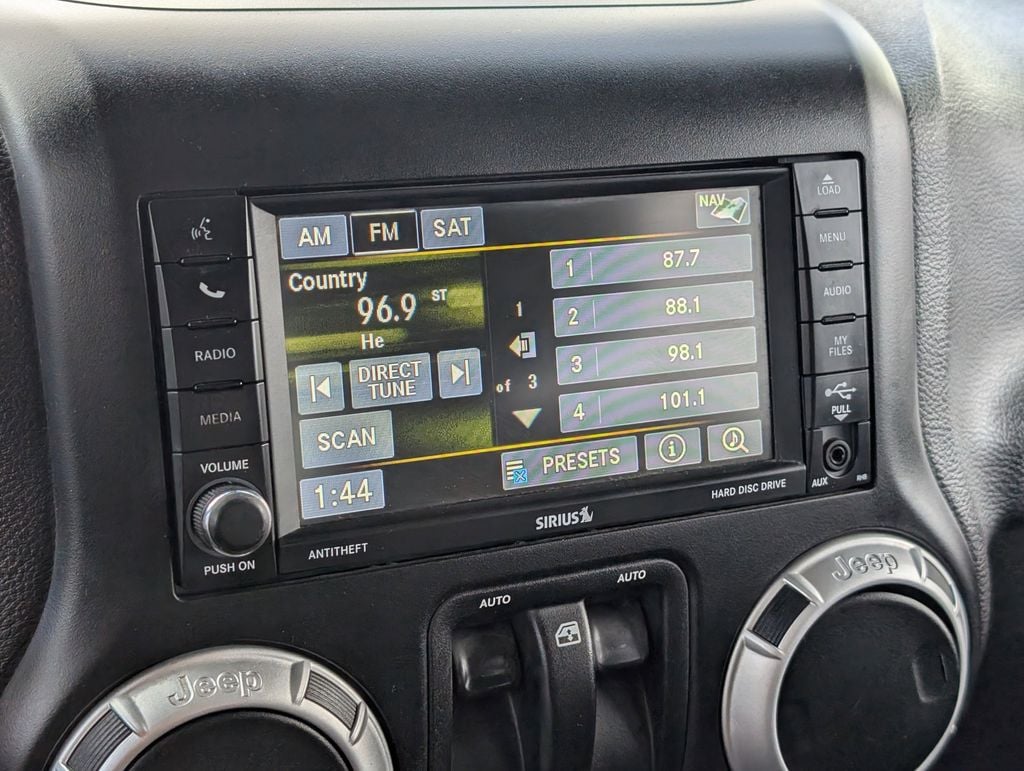 AM
FM
SAT
NAV
Country
96.9 ST
He
DIRECT
TUNE
SCAN
1:44
1
of 3
1 87.7
2 88.1
3 98.1
4 101.1
PRESETS
i
RADIO
MEDIA
VOLUME
PUSH ON
LOAD
MENU
AUDIO
MY
FILES
PULL
AUX
RHB
ANTITHEFT
SIRIUS
HARD DISC DRIVE
AUTO
AUTO
Jeep
Jeep